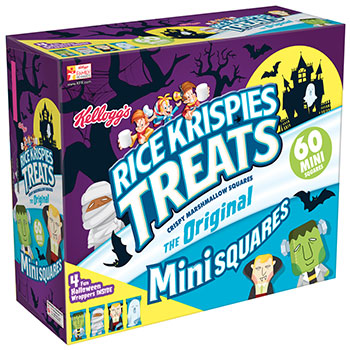 Kellogg's
RICE KRISPIES
TREATS
CRISPY MARSHMALLOW SQUARES
THE Original
Mini SQUARES
60
MINI
SQUARES
4 Fun
Halloween
Wrappers INSIDE